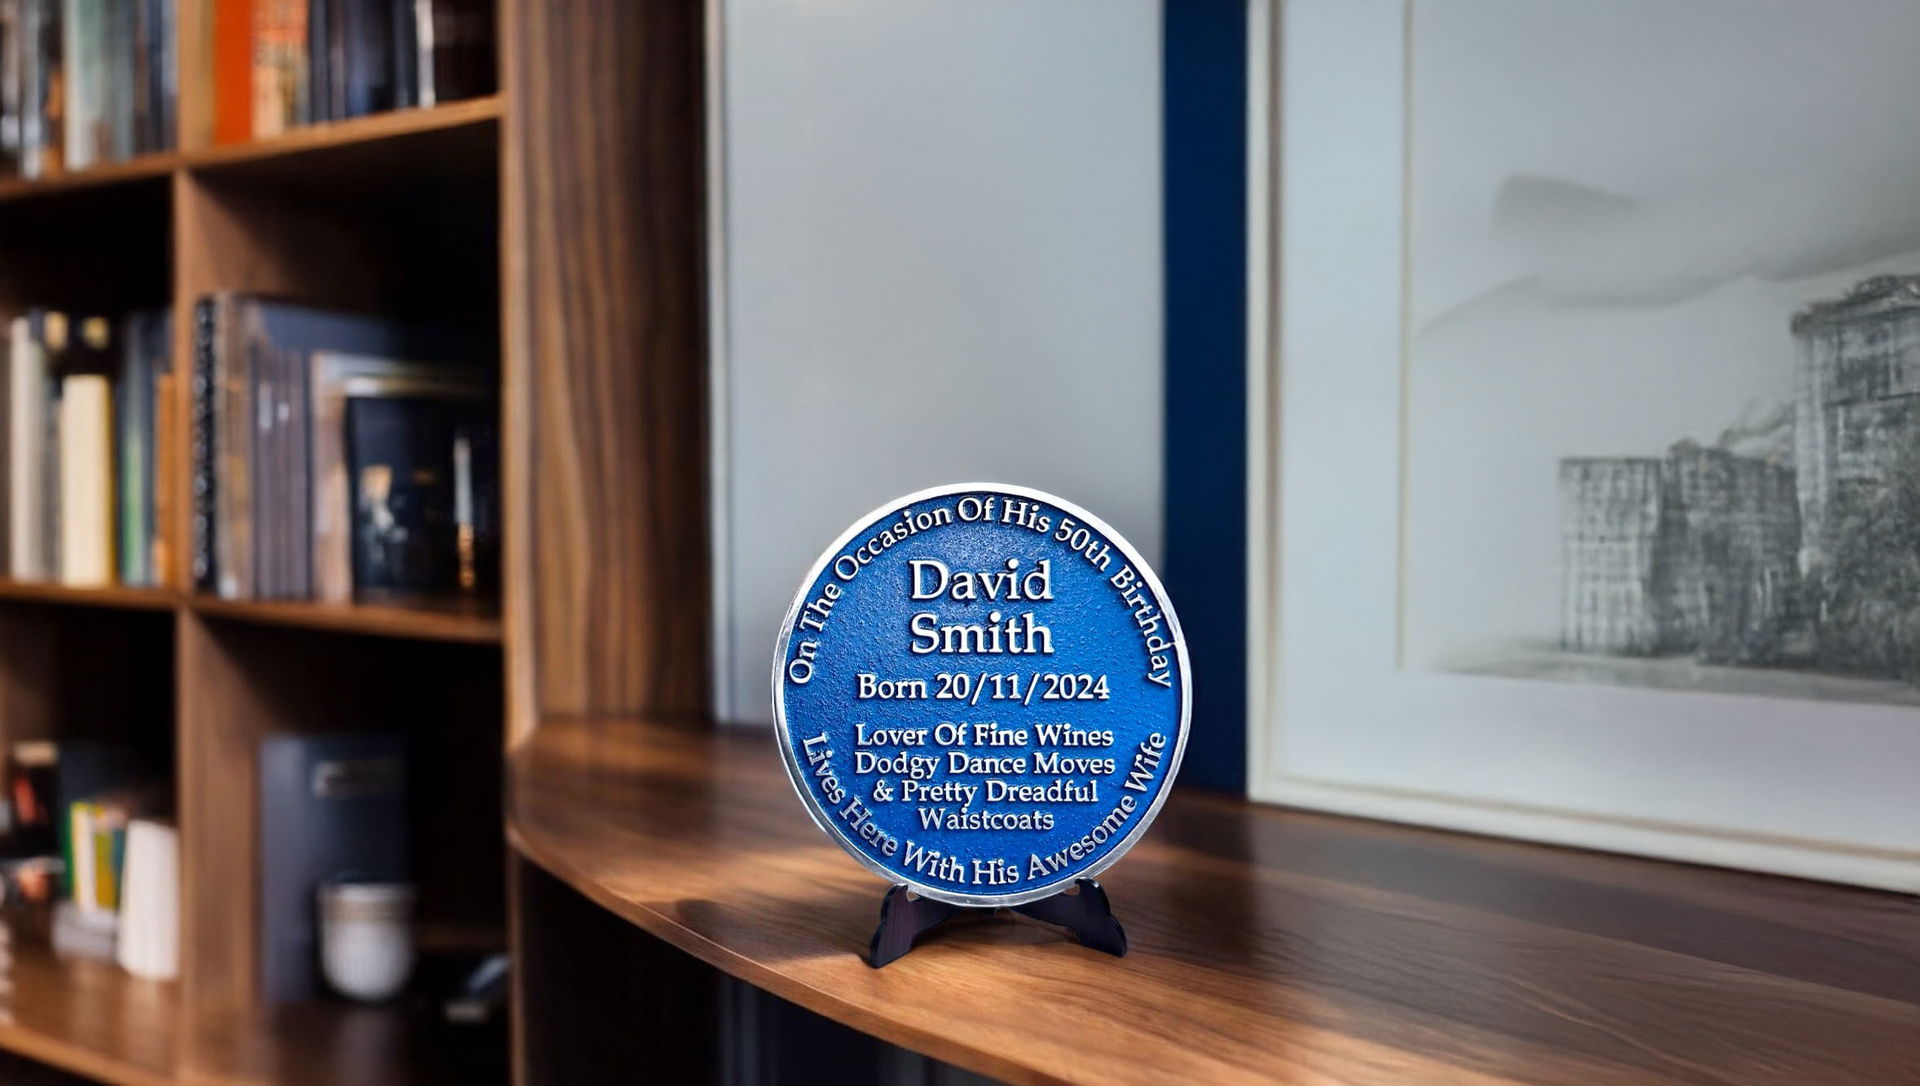 On The Occasion Of His 50th Birthday
David
Smith
Born 20/11/2024
Lover Of Fine Wines
Dodgy Dance Moves
& Pretty Dreadful
Waistcoats
Lives Here With His Awesome Wife